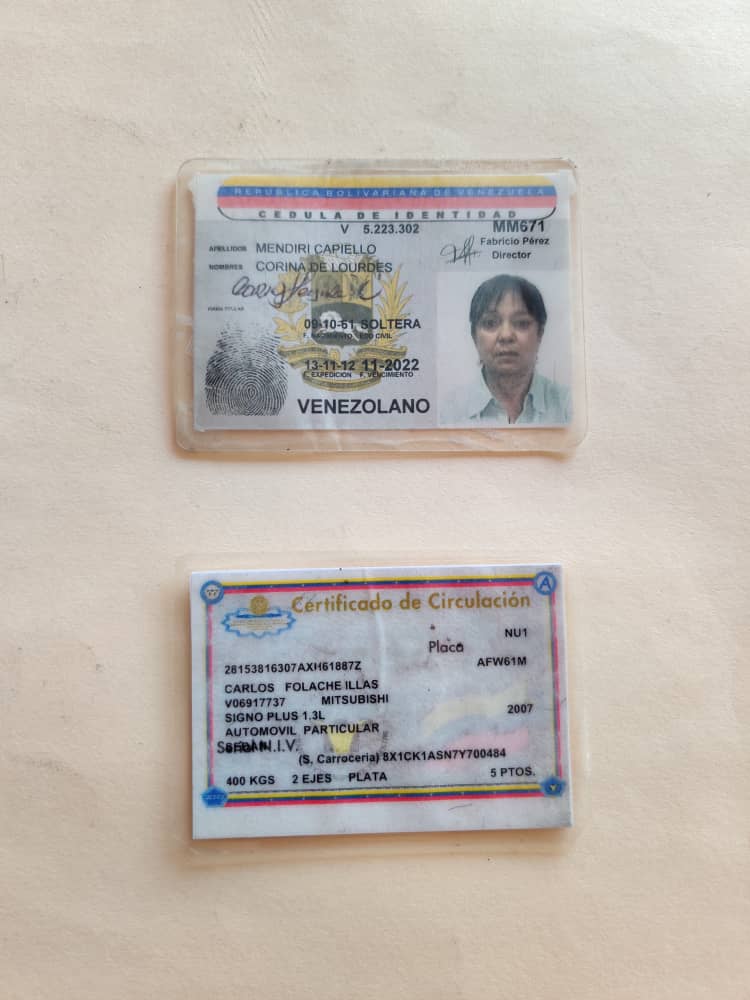 REPUBLICA BOLIVARIANA DE VENEZUELA
CEDULA DE IDENTIDAD
V 5.223.302 MM671
APELLIDOS MENDIRI CAPIELLO Fabricio Pérez
Director
NOMBRES CORINA DE LOURDES
FIRMA TITULAR
09-10-61 SOLTERA
F. NACIMIENTO EDO CIVIL
13-11-12 11-2022
F. EXPEDICION F. VENCIMIENTO
VENEZOLANO
Certificado de Circulación
NU1
Placa
28153816307AXH61887Z AFW61M
CARLOS FOLACHE ILLAS
V06917737 MITSUBISHI
SIGNO PLUS 1.3L 2007
AUTOMOVIL PARTICULAR
SEDAN N.I.V.
(S. Carroceria) 8X1CK1ASN7Y700484
400 KGS 2 EJES PLATA 5 PTOS.